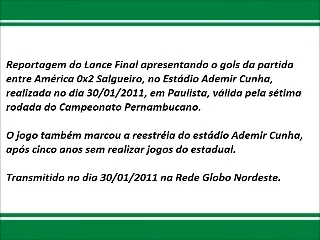 Reportagem do Lance Final apresentando o gols da partida
entre América 0x2 Salgueiro, no Estádio Ademir Cunha,
realizada no dia 30/01/2011, em Paulista, válida pela sétima
rodada do Campeonato Pernambucano.
O jogo também marcou a reestréia do estádio Ademir Cunha,
após cinco anos sem realizar jogos do estadual.
Transmitido no dia 30/01/2011 na Rede Globo Nordeste.